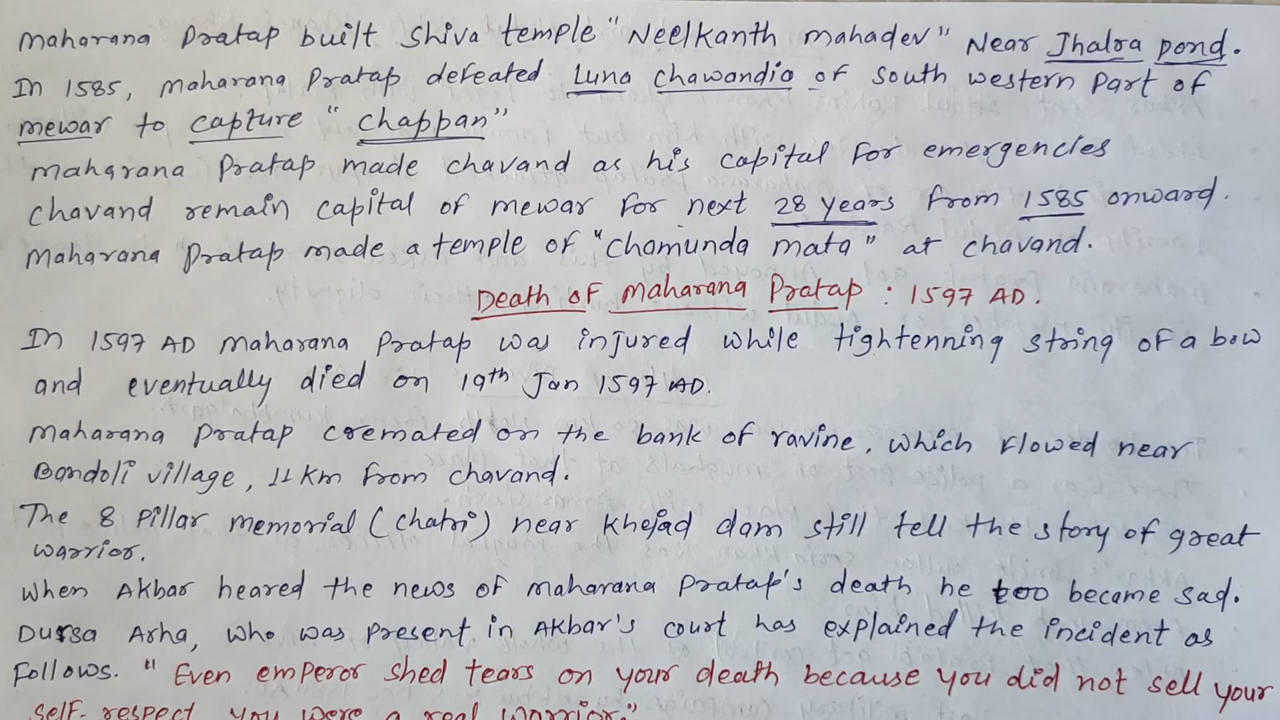 Maharana Pratap built Shiva temple "Neelkanth mahadev" Near Jhalra pond.
In 1585, Maharana Pratap defeated Luna chawandia of south western part of
mewar to capture "chappan"
Maharana Pratap made chavand as his capital for emergencies
chavand remain capital of mewar for next 28 years from 1585 onward.
Maharana Pratap made a temple of "chamunda mata" at chavand.
Death of Maharana Pratap : 1597 AD.
In 1597 AD Maharana Pratap was injured while tightenning string of a bow
and eventually died on 19th Jan 1597 AD.
Maharana Pratap cremated on the bank of ravine, which flowed near
Bandoli village, 11 km from chavand.
The 8 Pillar memorial (chatri) near khejad dam still tell the story of great
warrior.
When Akbar heared the news of maharana Pratap's death he too became sad.
Dursa Arha, who was present in Akbar's court has explained the incident as
follows. "Even emperor shed tears on your death because you did not sell your
self-respect you were a real warrior."